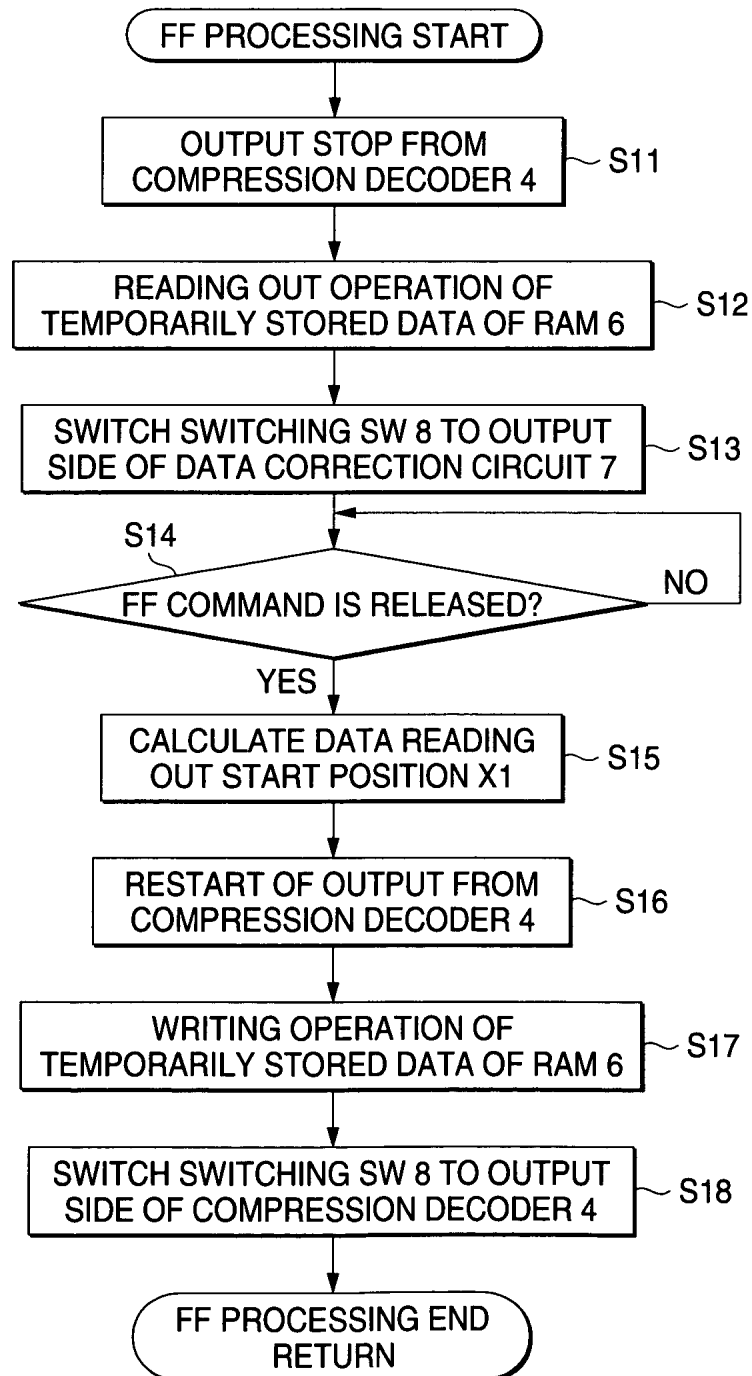 FF PROCESSING START
OUTPUT STOP FROM
COMPRESSION DECODER 4
S11
READING OUT OPERATION OF
TEMPORARILY STORED DATA OF RAM 6
S12
SWITCH SWITCHING SW 8 TO OUTPUT
SIDE OF DATA CORRECTION CIRCUIT 7
S13
S14
FF COMMAND IS RELEASED?
NO
YES
CALCULATE DATA READING
OUT START POSITION X1
S15
RESTART OF OUTPUT FROM
COMPRESSION DECODER 4
S16
WRITING OPERATION OF
TEMPORARILY STORED DATA OF RAM 6
S17
SWITCH SWITCHING SW 8 TO OUTPUT
SIDE OF COMPRESSION DECODER 4
S18
FF PROCESSING END
RETURN